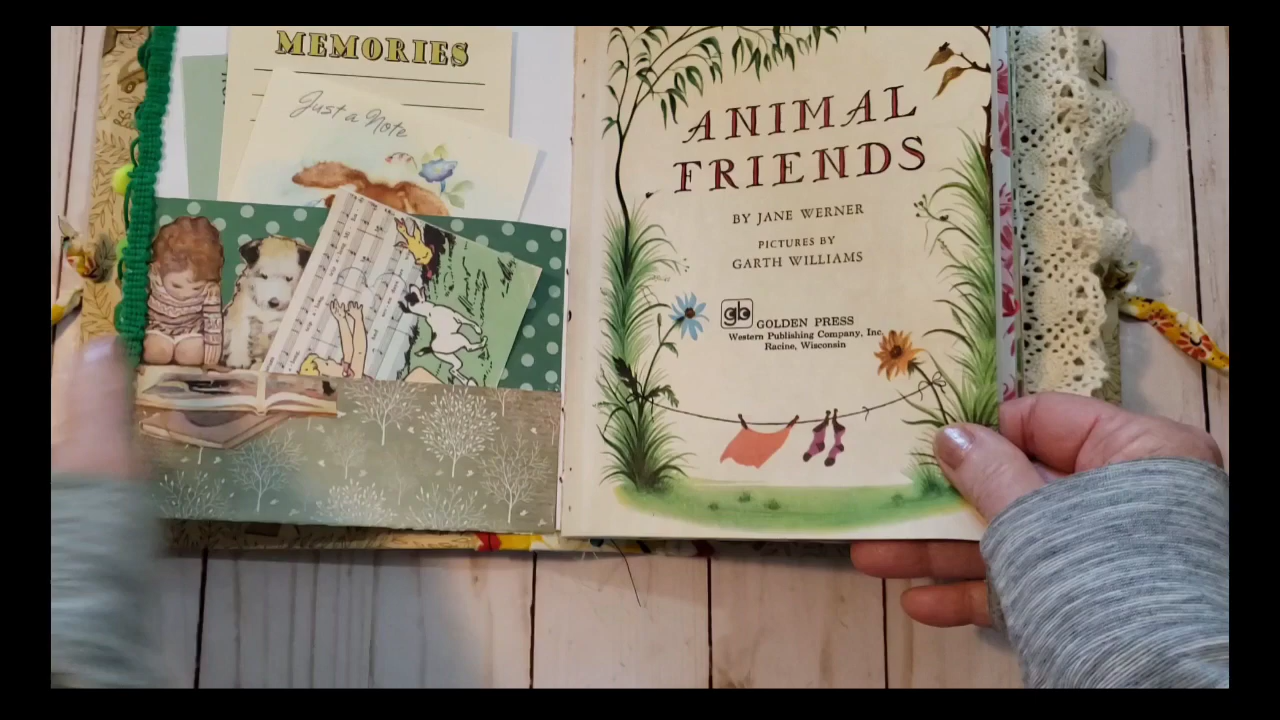 MEMORIES
Just a Note
ANIMAL
FRIENDS
BY JANE WERNER
PICTURES BY
GARTH WILLIAMS
gb
GOLDEN PRESS
Western Publishing Company, Inc.
Racine, Wisconsin